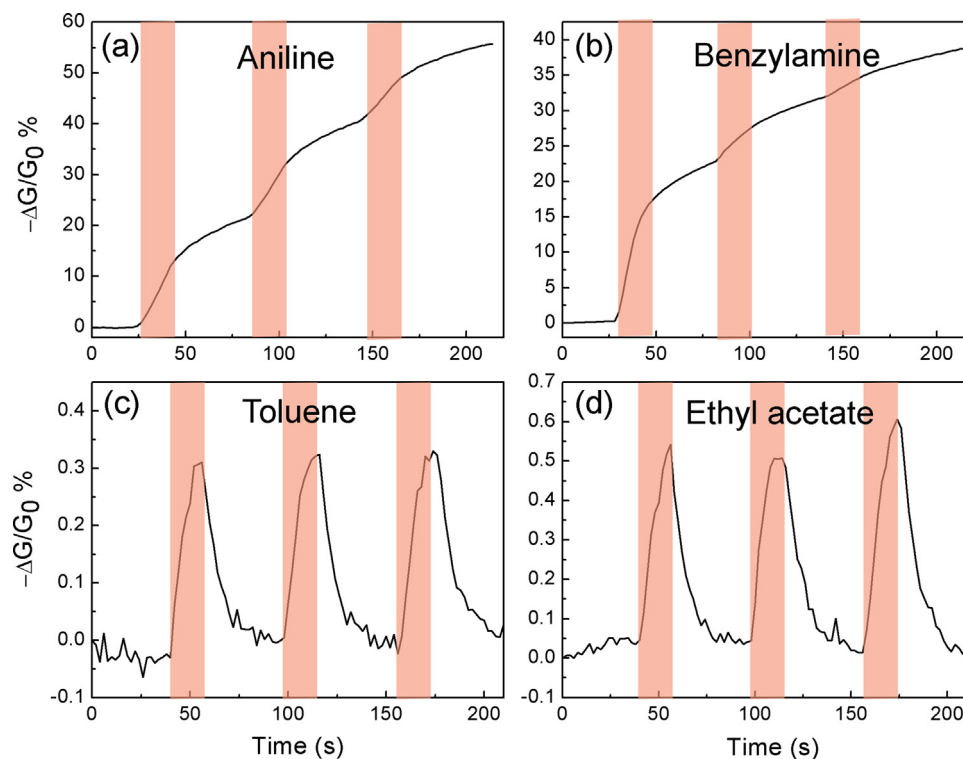 (a) Aniline
−ΔG/G0 %
60
50
40
30
20
10
0
0 50 100 150 200
(b) Benzylamine
40
35
30
25
20
15
10
5
0
0 50 100 150 200
(c) Toluene
−ΔG/G0 %
0.4
0.3
0.2
0.1
0.0
-0.1
0 50 100 150 200
Time (s)
(d) Ethyl acetate
0.7
0.6
0.5
0.4
0.3
0.2
0.1
0.0
-0.1
0 50 100 150 200
Time (s)